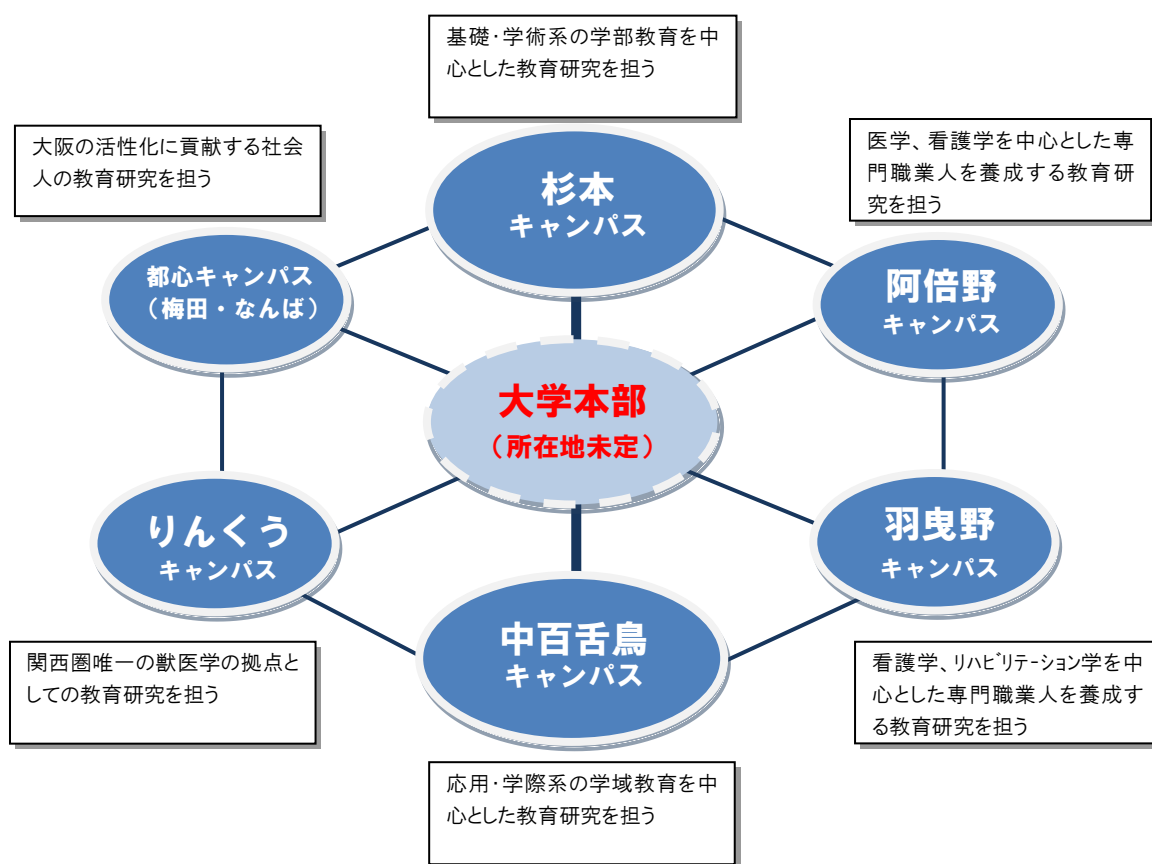 基礎・学術系の学部教育を中
心とした教育研究を担う
大阪の活性化に貢献する社会
人の教育研究を担う
医学、看護学を中心とした専
門職業人を養成する教育研
究を担う
杉本
キャンパス
都心キャンパス
（梅田・なんば）
阿倍野
キャンパス
大学本部
（所在地未定）
りんくう
キャンパス
羽曳野
キャンパス
中百舌鳥
キャンパス
関西圏唯一の獣医学の拠点と
しての教育研究を担う
看護学、ﾘﾊﾋﾞﾘﾃｰｼｮﾝ学を中
心とした専門職業人を養成す
る教育研究を担う
応用・学際系の学域教育を中
心とした教育研究を担う